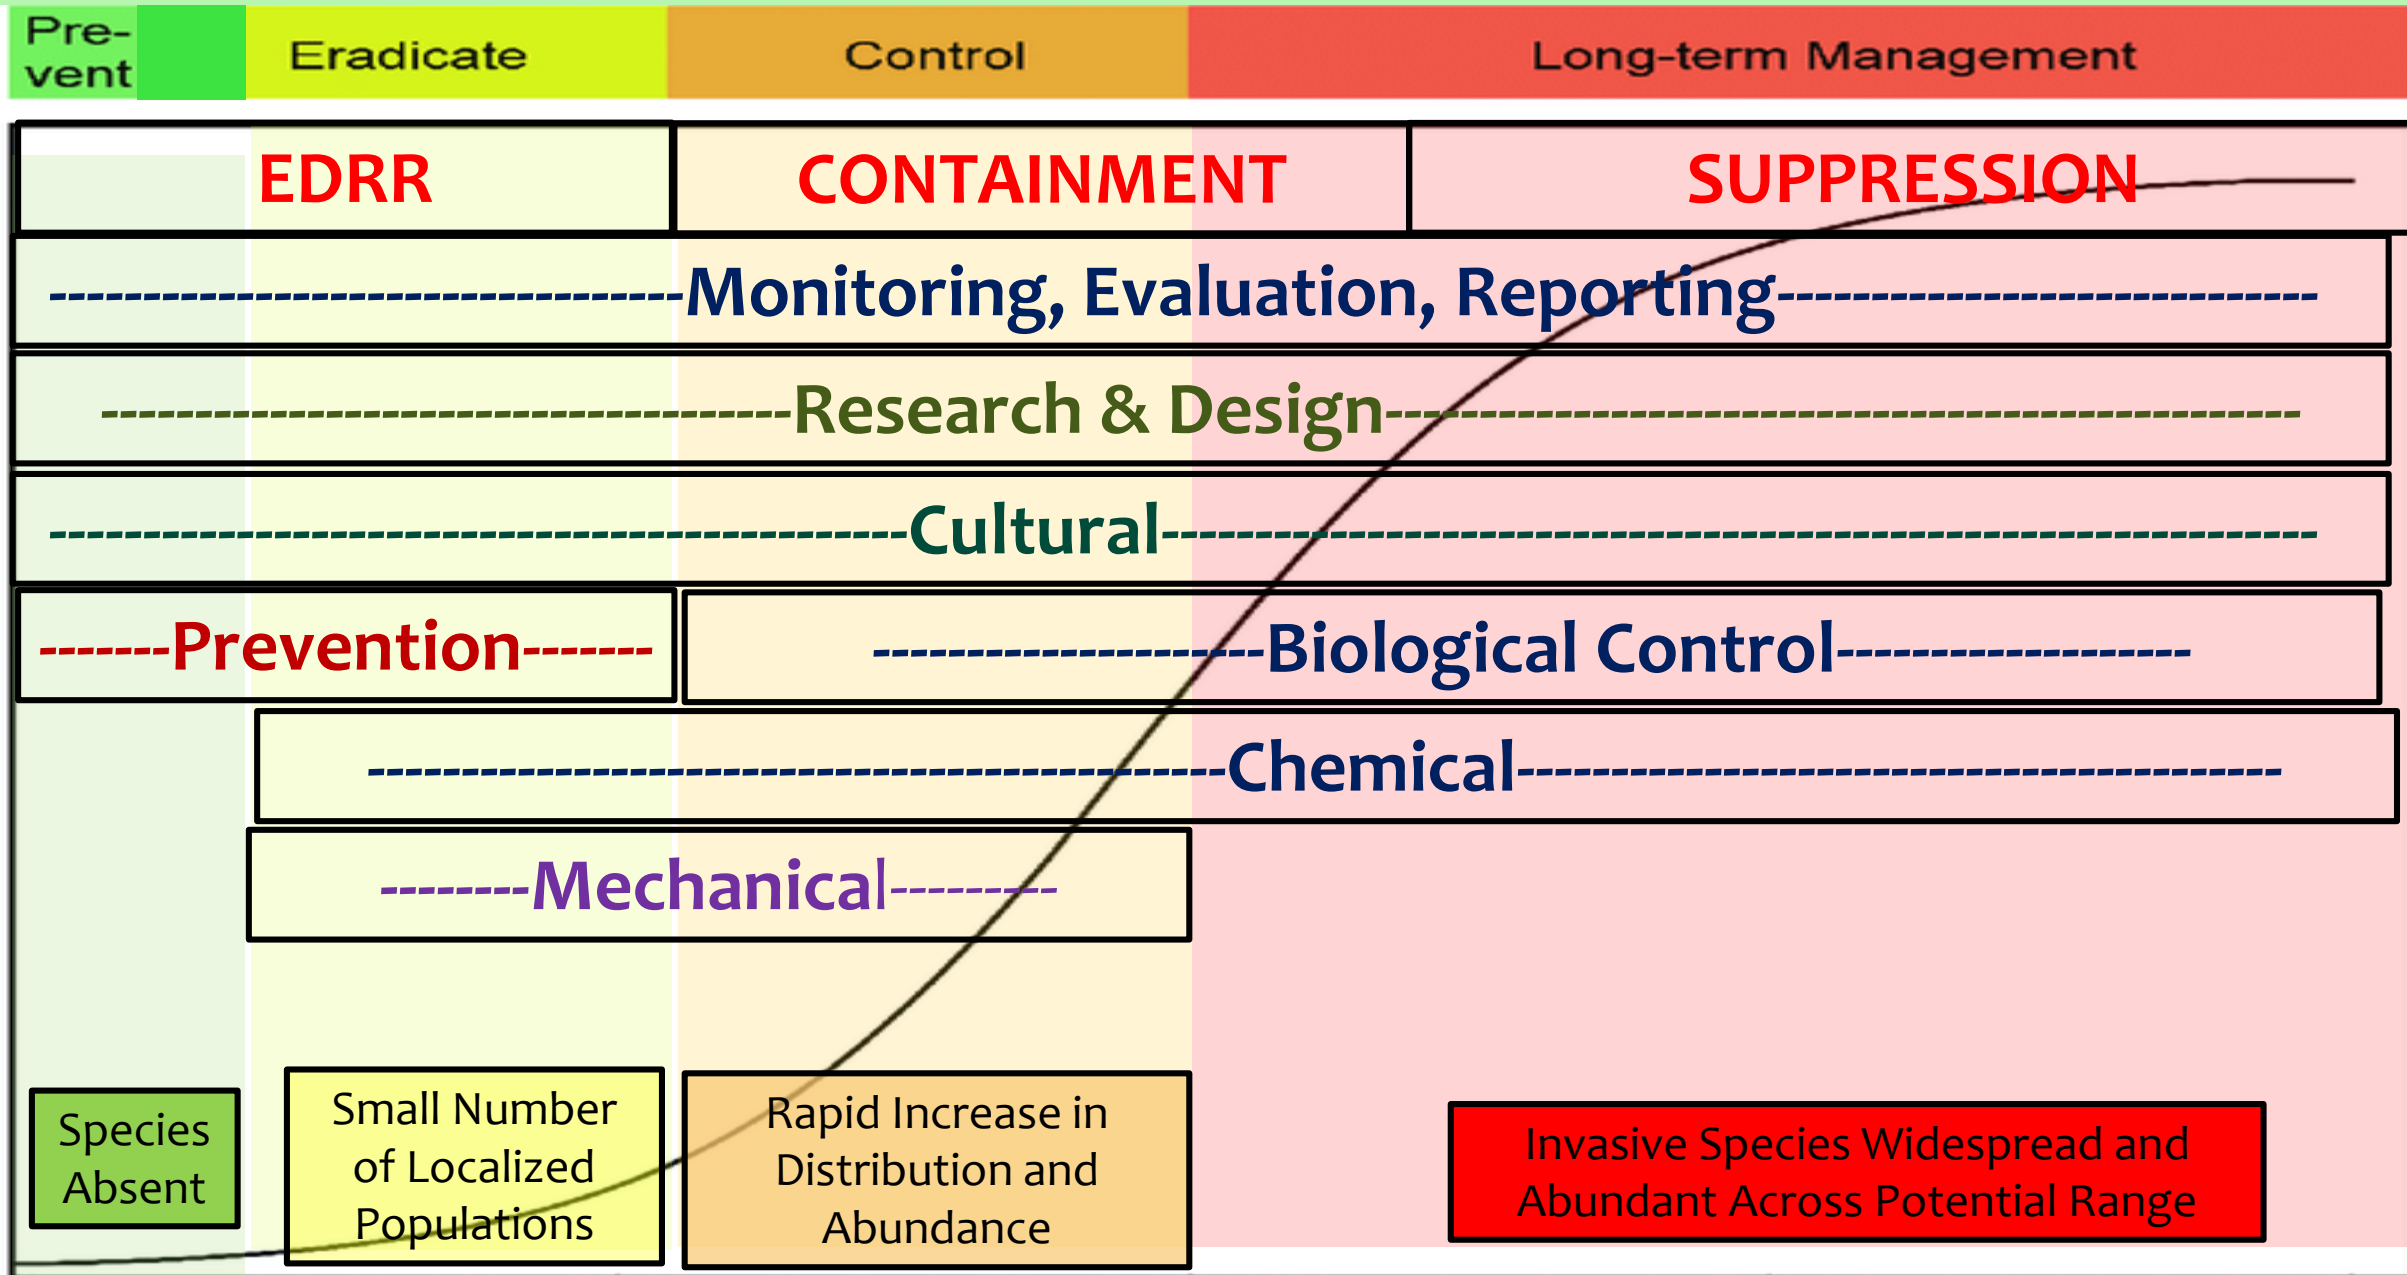 Pre-
vent
Eradicate
Control
Long-term Management
EDRR
CONTAINMENT
SUPPRESSION
----------------------------------Monitoring, Evaluation, Reporting-----------------------------
-------------------------------------Research & Design-------------------------------------------------
----------------------------------------------Cultural--------------------------------------------------------------
-------Prevention-------
---------------------Biological Control-------------------
----------------------------------------------Chemical-----------------------------------------
--------Mechanical---------
Species
Absent
Small Number
of Localized
Populations
Rapid Increase in
Distribution and
Abundance
Invasive Species Widespread and
Abundant Across Potential Range